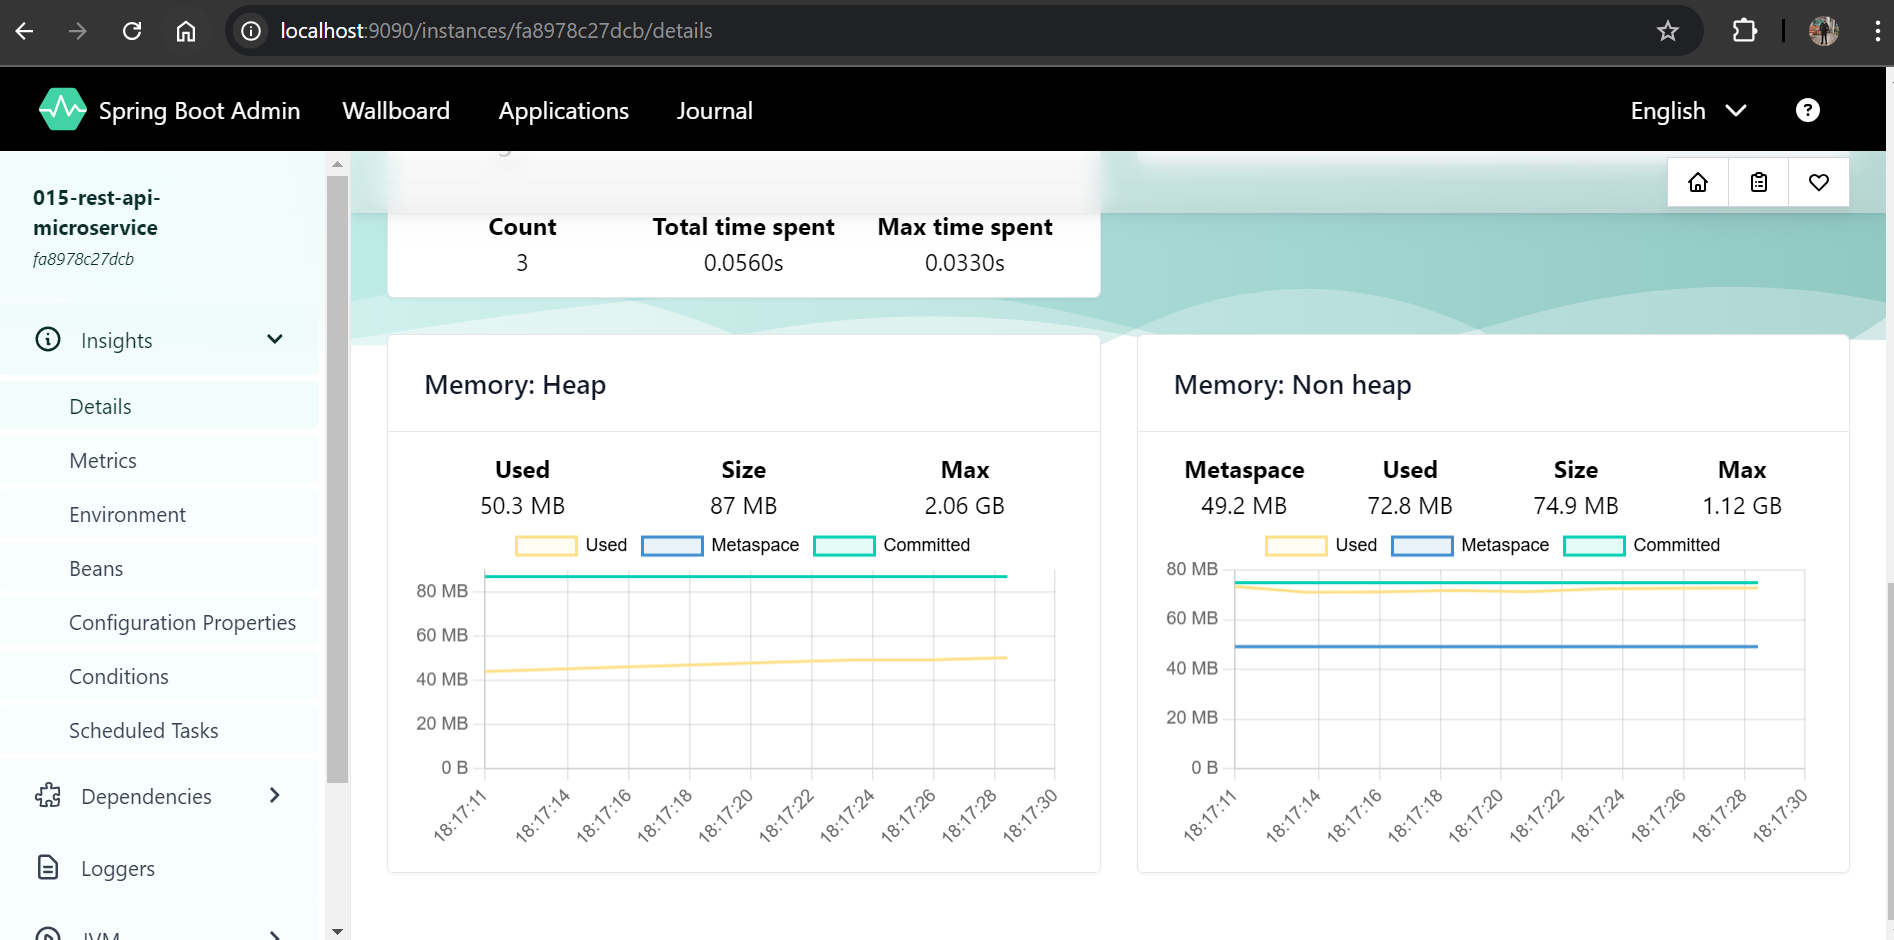 localhost:9090/instances/fa8978c27dcb/details
Spring Boot Admin Wallboard Applications Journal English
015-rest-api-
microservice
fa8978c27dcb
Insights
Details
Metrics
Environment
Beans
Configuration Properties
Conditions
Scheduled Tasks
Dependencies
Loggers
JVM
Count Total time spent Max time spent
3 0.0560s 0.0330s
Memory: Heap
Used Size Max
50.3 MB 87 MB 2.06 GB
Used Metaspace Committed
80 MB
60 MB
40 MB
20 MB
0 B
18:17:11 18:17:14 18:17:16 18:17:18 18:17:20 18:17:22 18:17:24 18:17:26 18:17:28 18:17:30
Memory: Non heap
Metaspace Used Size Max
49.2 MB 72.8 MB 74.9 MB 1.12 GB
Used Metaspace Committed
80 MB
60 MB
40 MB
20 MB
0 B
18:17:11 18:17:14 18:17:16 18:17:18 18:17:20 18:17:22 18:17:24 18:17:26 18:17:28 18:17:30